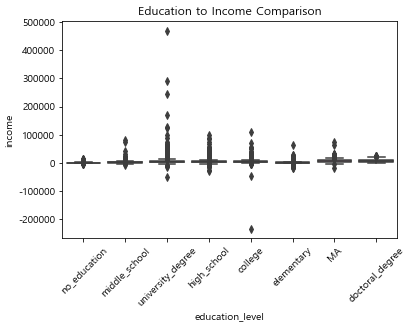 Education to Income Comparison
500000
400000
300000
200000
100000
0
-100000
-200000
income
no_education
middle_school
university_degree
high_school
college
elementary
MA
doctoral_degree
education_level